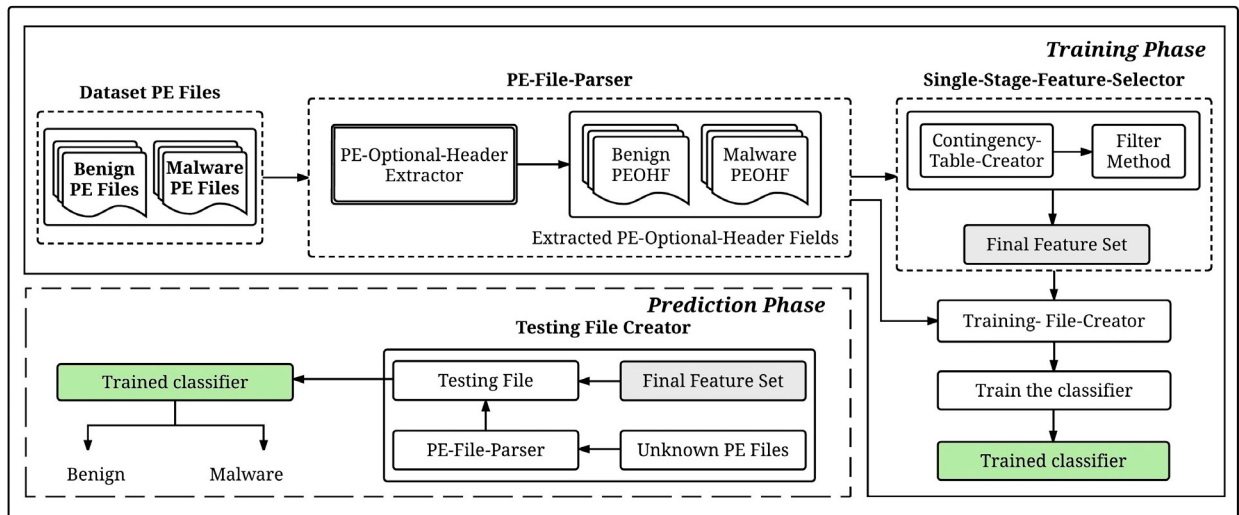 Training Phase
Dataset PE Files
PE-File-Parser
Single-Stage-Feature-Selector
Benign
PE Files
Malware
PE Files
PE-Optional-Header
Extractor
Benign
PEOHF
Malware
PEOHF
Extracted PE-Optional-Header Fields
Contingency-
Table-Creator
Filter
Method
Final Feature Set
Training- File-Creator
Train the classifier
Trained classifier
Prediction Phase
Testing File Creator
Trained classifier
Testing File
Final Feature Set
PE-File-Parser
Unknown PE Files
Benign
Malware